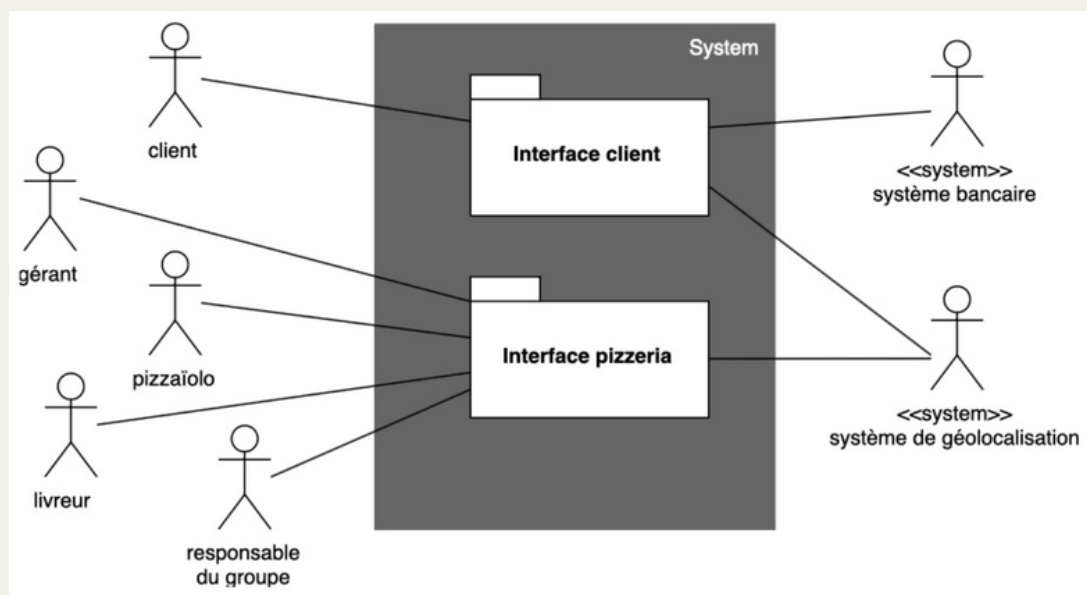 System
client
Interface client
<<system>>
système bancaire
gérant
pizzaïolo
Interface pizzeria
<<system>>
système de géolocalisation
livreur
responsable
du groupe